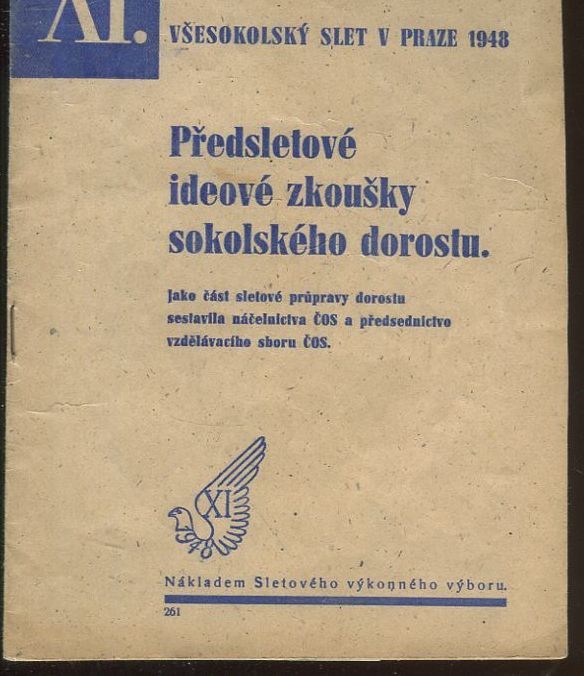 XI.
VŠESOKOLSKÝ SLET V PRAZE 1948
Předsletové
ideové zkoušky
sokolského dorostu.
Jako část sletové průpravy dorostu
sestavila náčelnictva ČOS a předsednictvo
vzdělávacího sboru ČOS.
XI
1948
Nákladem Sletového výkonného výboru.
261